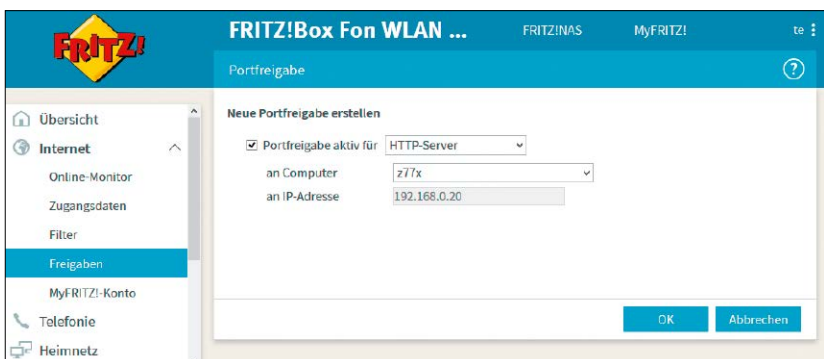 FRITZ!
FRITZ!Box Fon WLAN ...
FRITZ!NAS
MyFRITZ!
te
Portfreigabe
?
Übersicht
Internet
Online-Monitor
Zugangsdaten
Filter
Freigaben
MyFRITZ!-Konto
Telefonie
Heimnetz
Neue Portfreigabe erstellen
Portfreigabe aktiv für HTTP-Server
an Computer z77x
an IP-Adresse 192.168.0.20
OK
Abbrechen